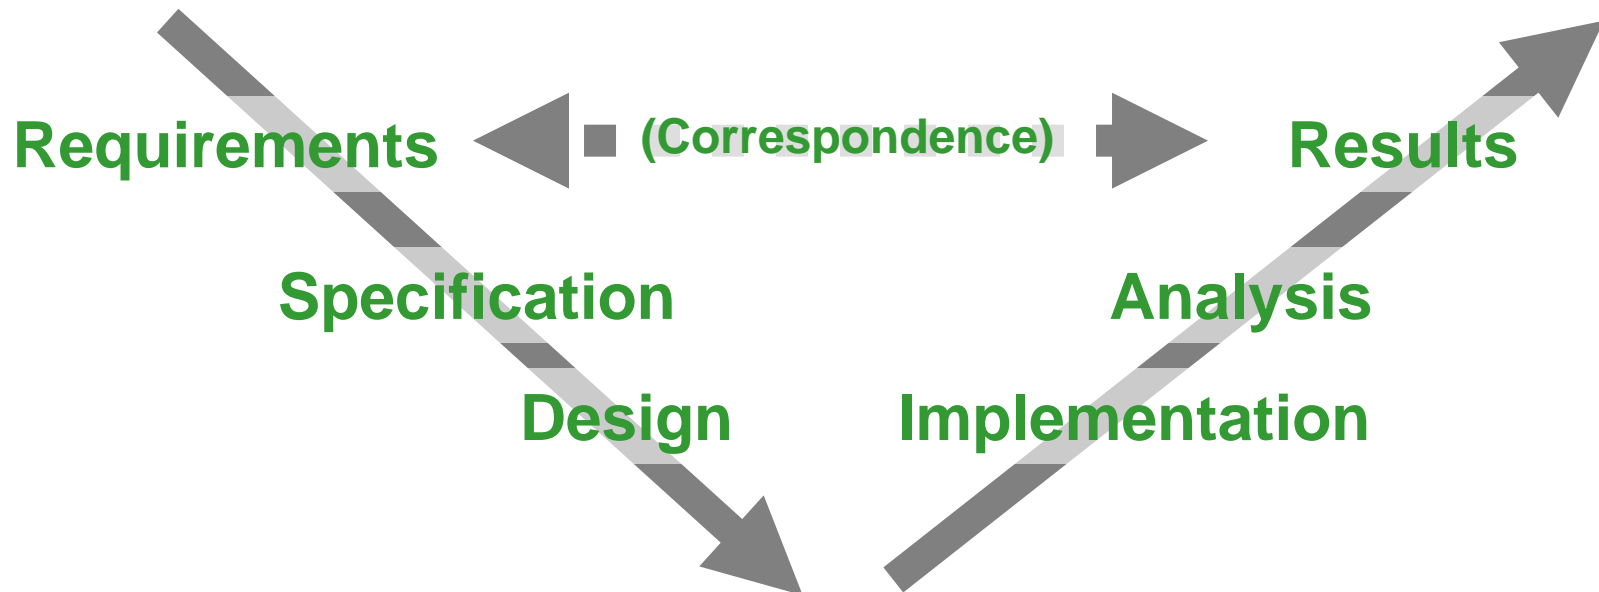 Requirements (Correspondence) Results
Specification Analysis
Design Implementation